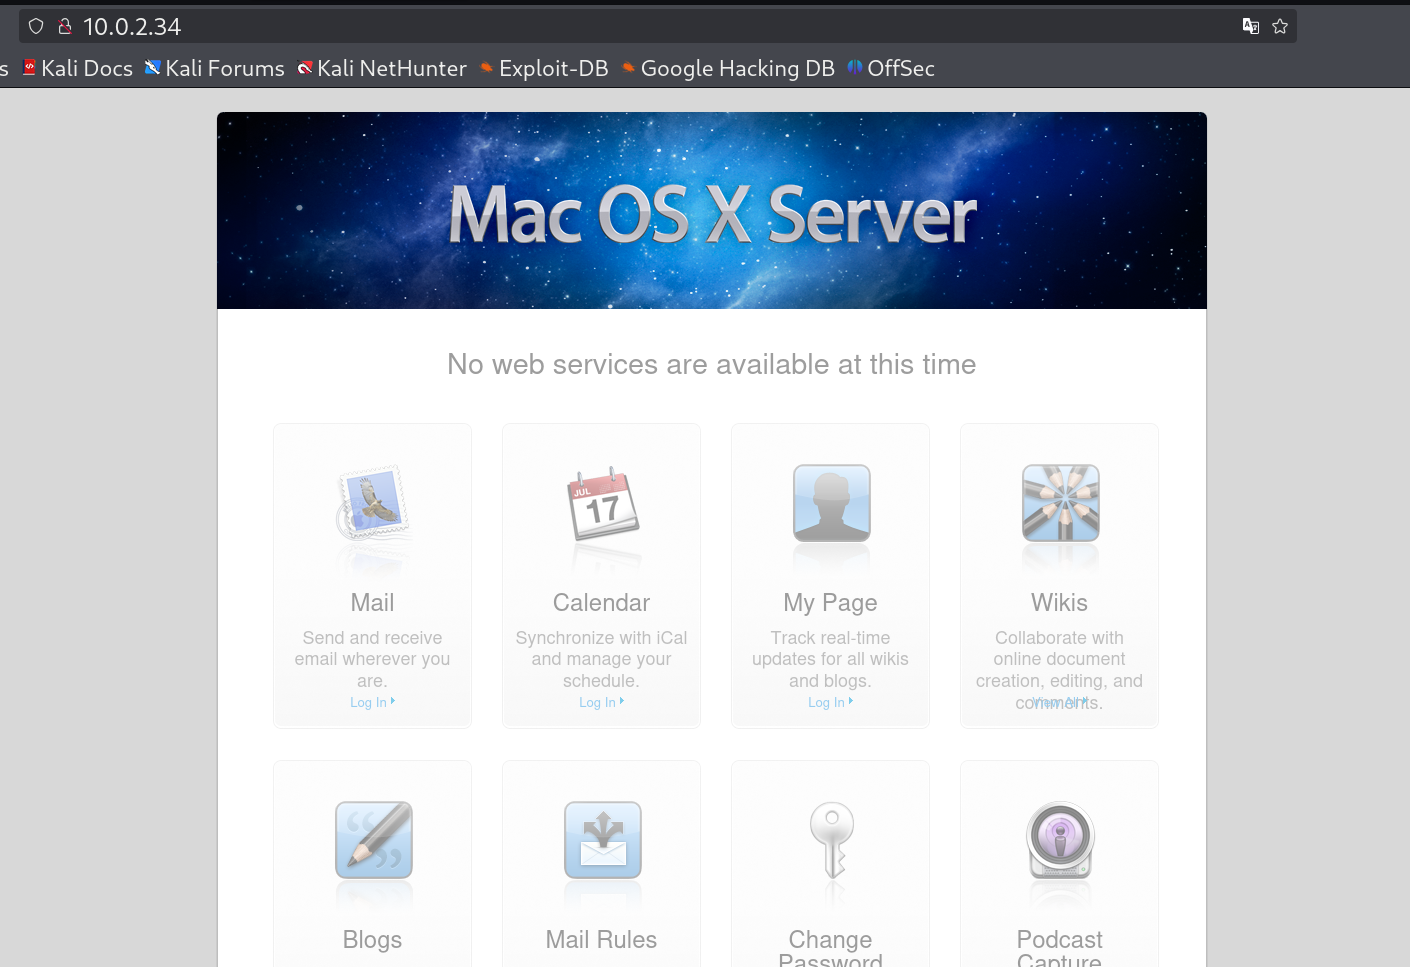 10.0.2.34
s Kali Docs Kali Forums Kali NetHunter Exploit-DB Google Hacking DB OffSec
Mac OS X Server
No web services are available at this time
Mail
Send and receive
email wherever you
are.
Log In
Calendar
Synchronize with iCal
and manage your
schedule.
Log In
My Page
Track real-time
updates for all wikis
and blogs.
Log In
Wikis
Collaborate with
online document
creation, editing, and
comments.
View All
JUL
17
Blogs
Mail Rules
Change
Password
Podcast
Capture